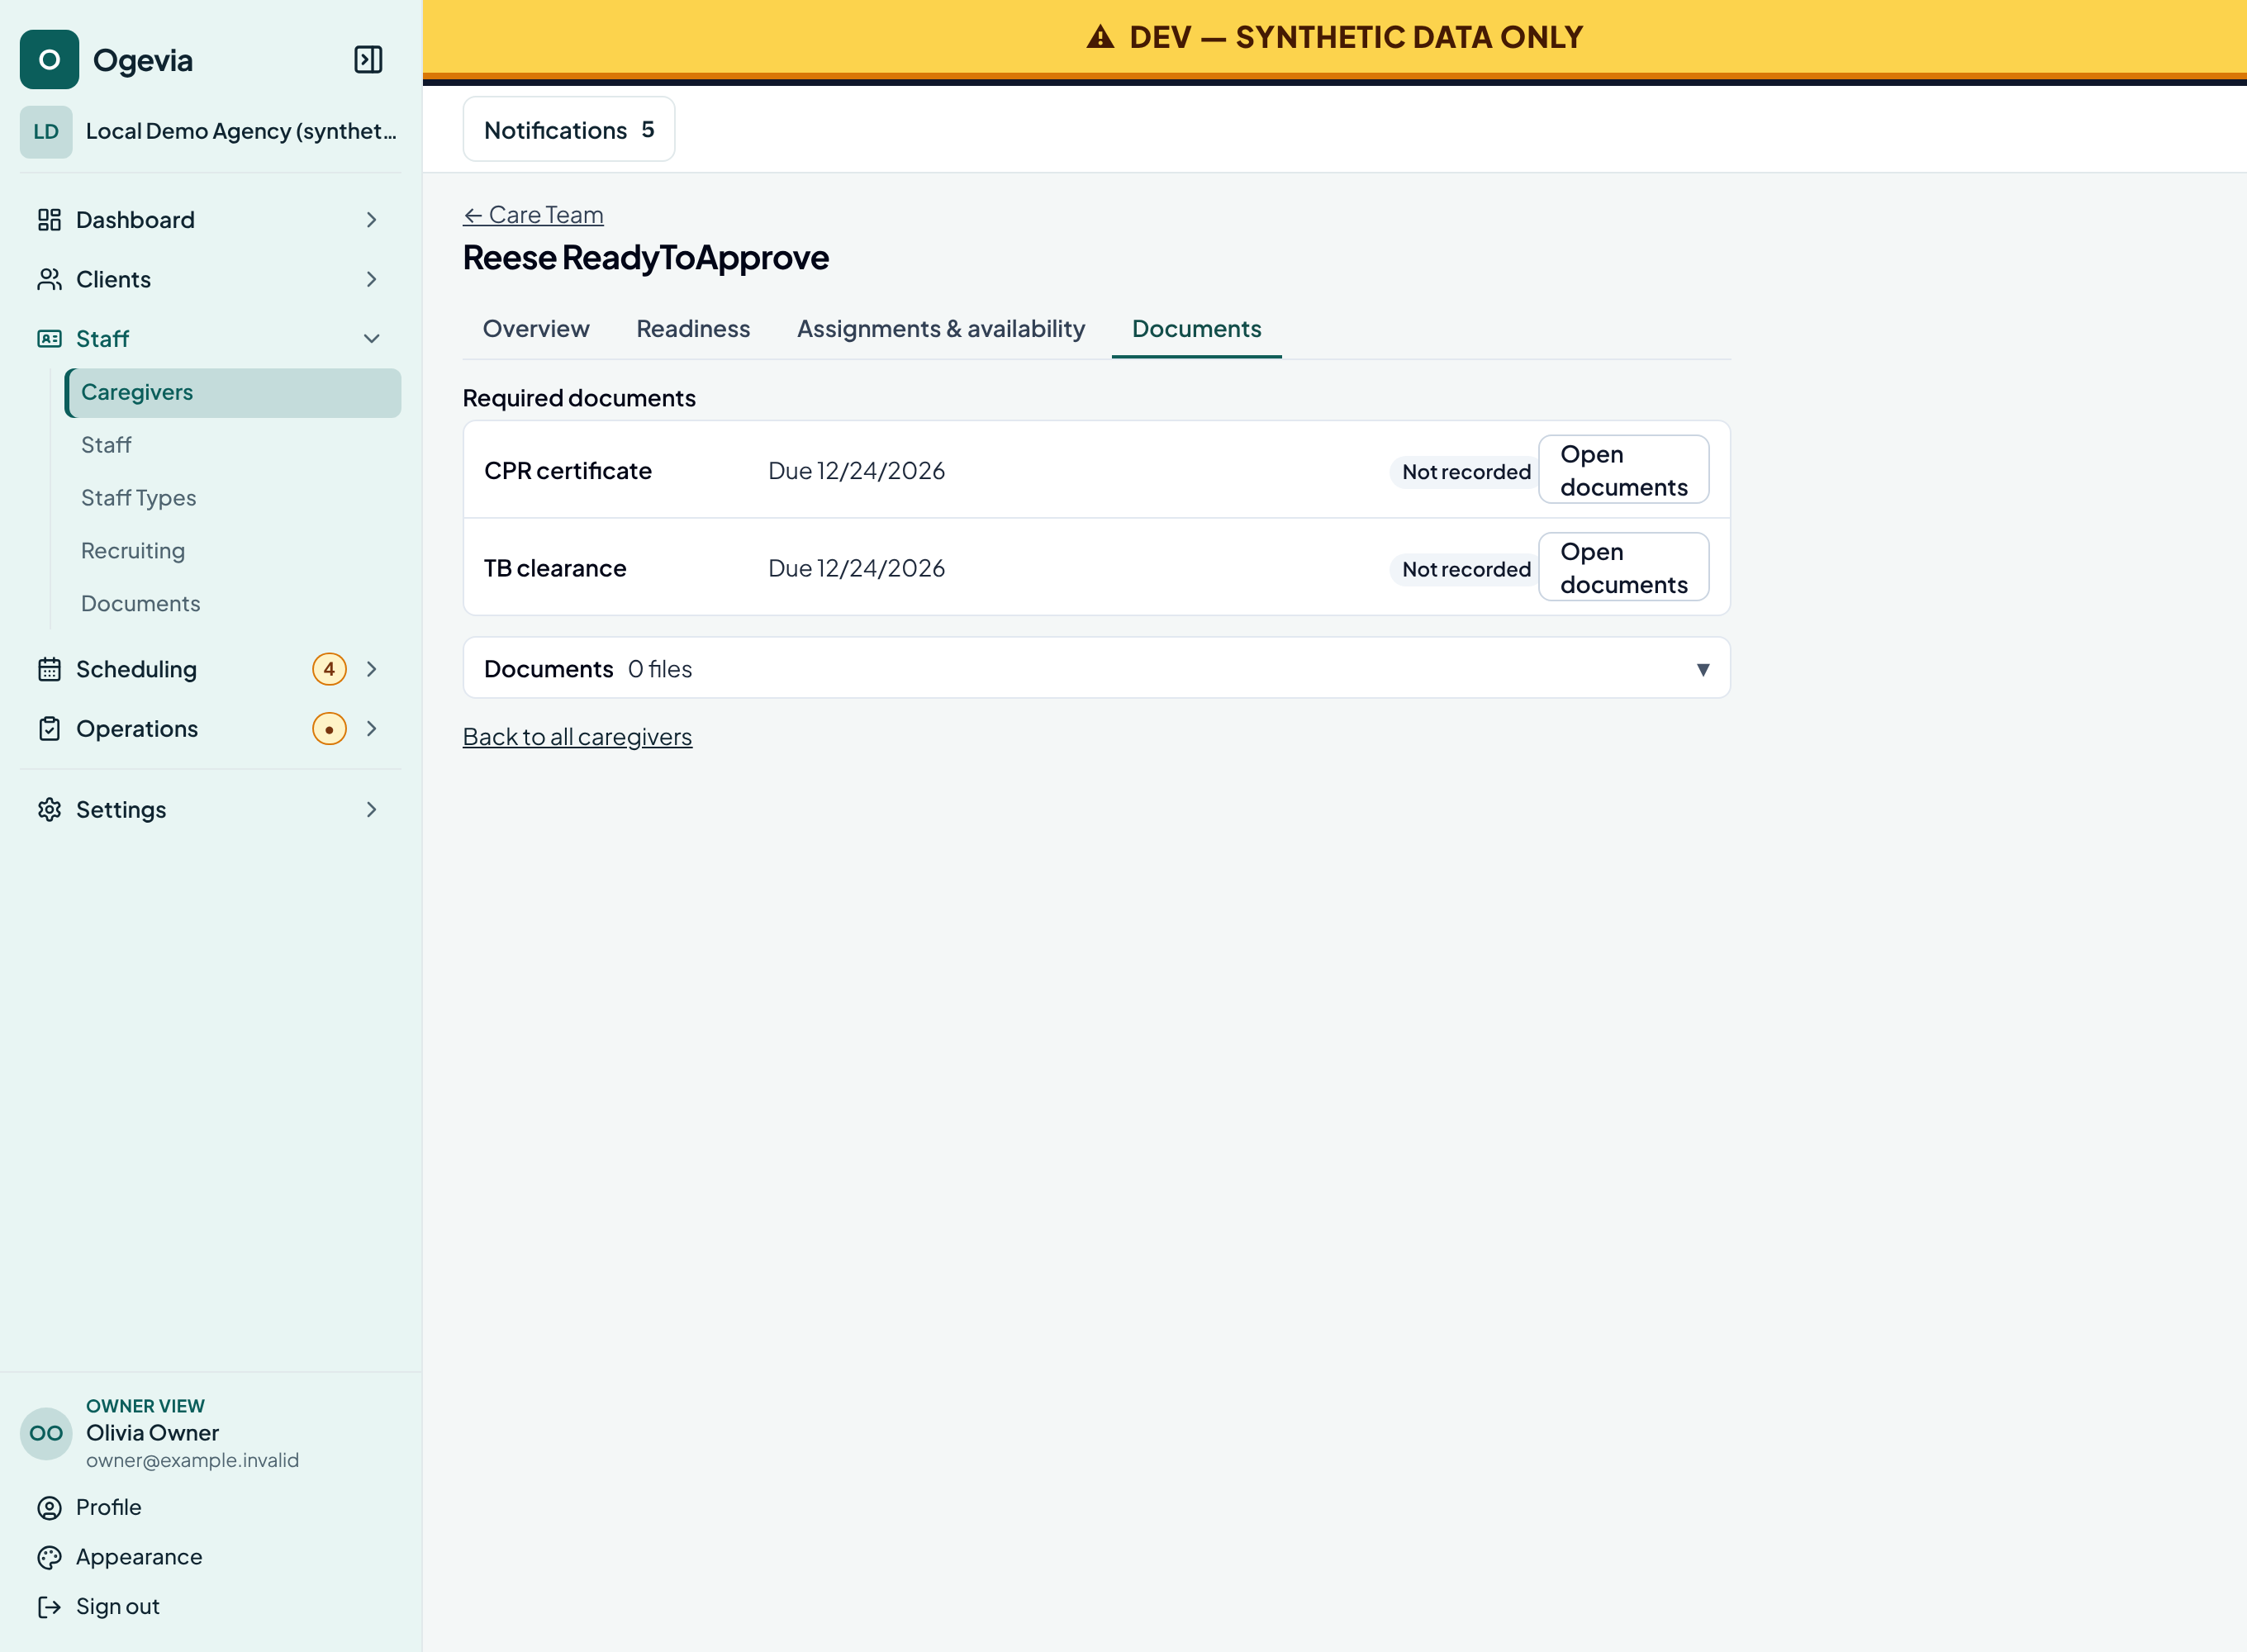 O
Ogevia
LD
Local Demo Agency (synthet...
Dashboard
Clients
Staff
Caregivers
Staff
Staff Types
Recruiting
Documents
Scheduling 4
Operations
Settings
OO
OWNER VIEW
Olivia Owner
owner@example.invalid
Profile
Appearance
Sign out
DEV — SYNTHETIC DATA ONLY
Notifications 5
← Care Team
Reese ReadyToApprove
Overview Readiness Assignments & availability Documents
Required documents
CPR certificate Due 12/24/2026 Not recorded Open
documents
TB clearance Due 12/24/2026 Not recorded Open
documents
Documents 0 files
Back to all caregivers